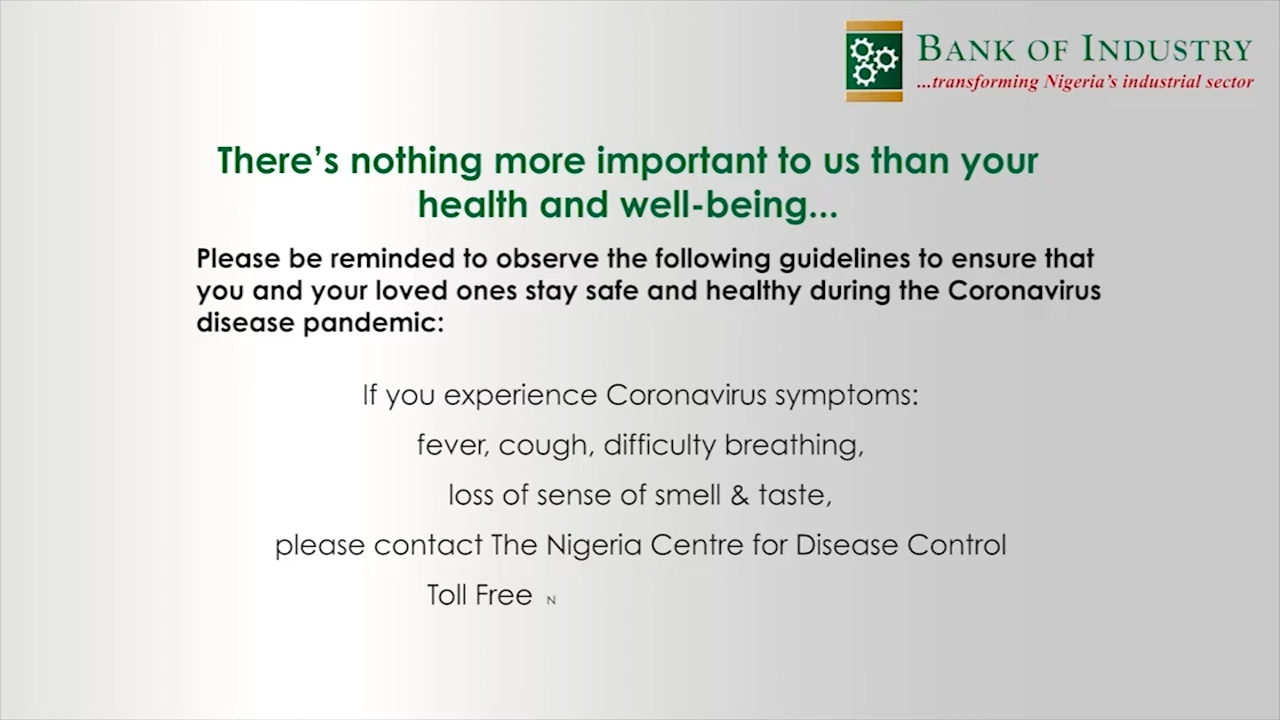 BANK OF INDUSTRY
...transforming Nigeria's industrial sector
There's nothing more important to us than your
health and well-being...
Please be reminded to observe the following guidelines to ensure that
you and your loved ones stay safe and healthy during the Coronavirus
disease pandemic:
If you experience Coronavirus symptoms:
fever, cough, difficulty breathing,
loss of sense of smell & taste,
please contact The Nigeria Centre for Disease Control
Toll Free N